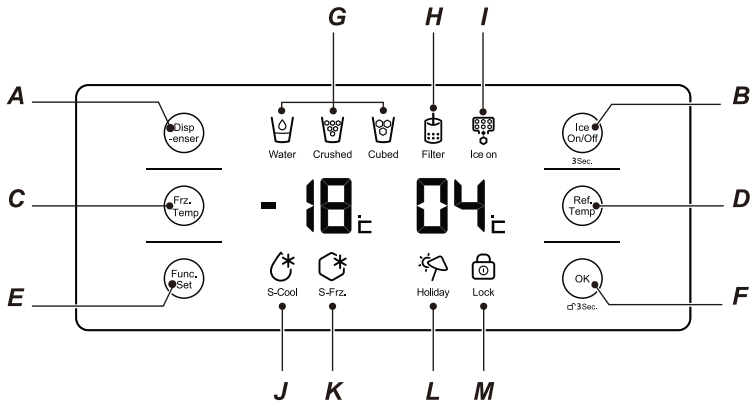 G H I
A B
Disp
-enser
Water Crushed Cubed Filter Ice on
Ice
On/Off
3Sec.
C D
Frz.
Temp
-18 °C 04 °C
Ref.
Temp
E F
Func.
Set
S-Cool S-Frz. Holiday Lock
OK
3Sec.
J K L M